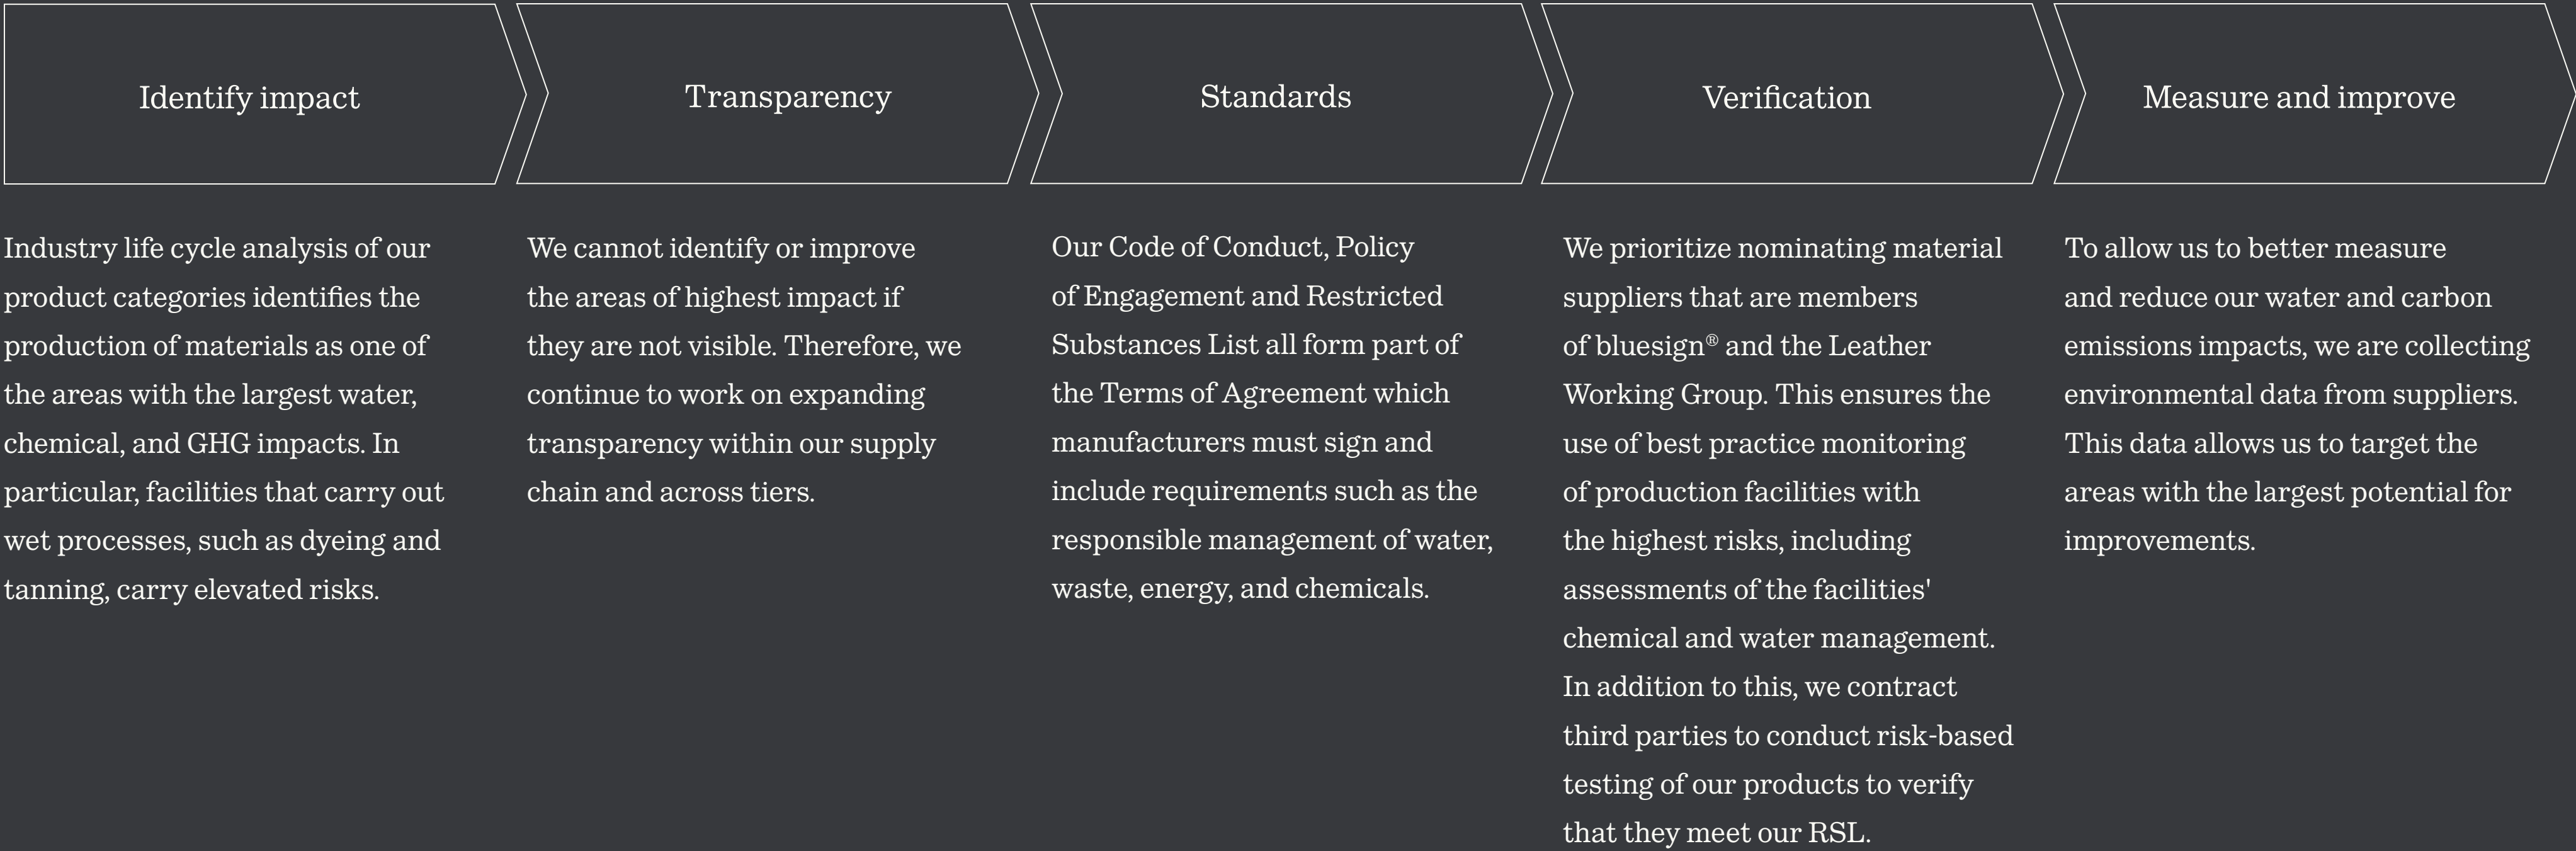 Identify impact
Transparency
Standards
Verification
Measure and improve
Industry life cycle analysis of our
product categories identifies the
production of materials as one of
the areas with the largest water,
chemical, and GHG impacts. In
particular, facilities that carry out
wet processes, such as dyeing and
tanning, carry elevated risks.
We cannot identify or improve
the areas of highest impact if
they are not visible. Therefore, we
continue to work on expanding
transparency within our supply
chain and across tiers.
Our Code of Conduct, Policy
of Engagement and Restricted
Substances List all form part of
the Terms of Agreement which
manufacturers must sign and
include requirements such as the
responsible management of water,
waste, energy, and chemicals.
We prioritize nominating material
suppliers that are members
of bluesign® and the Leather
Working Group. This ensures the
use of best practice monitoring
of production facilities with
the highest risks, including
assessments of the facilities'
chemical and water management.
In addition to this, we contract
third parties to conduct risk-based
testing of our products to verify
that they meet our RSL.
To allow us to better measure
and reduce our water and carbon
emissions impacts, we are collecting
environmental data from suppliers.
This data allows us to target the
areas with the largest potential for
improvements.